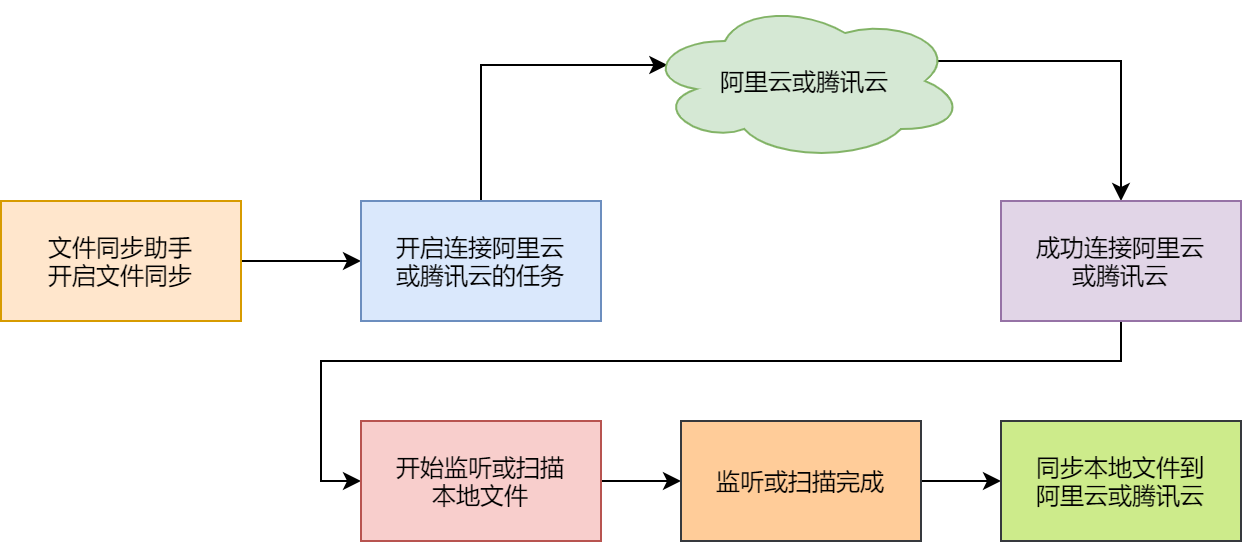 阿里云或腾讯云
文件同步助手
开启文件同步
开启连接阿里云
或腾讯云的任务
成功连接阿里云
或腾讯云
开始监听或扫描
本地文件
监听或扫描完成
同步本地文件到
阿里云或腾讯云